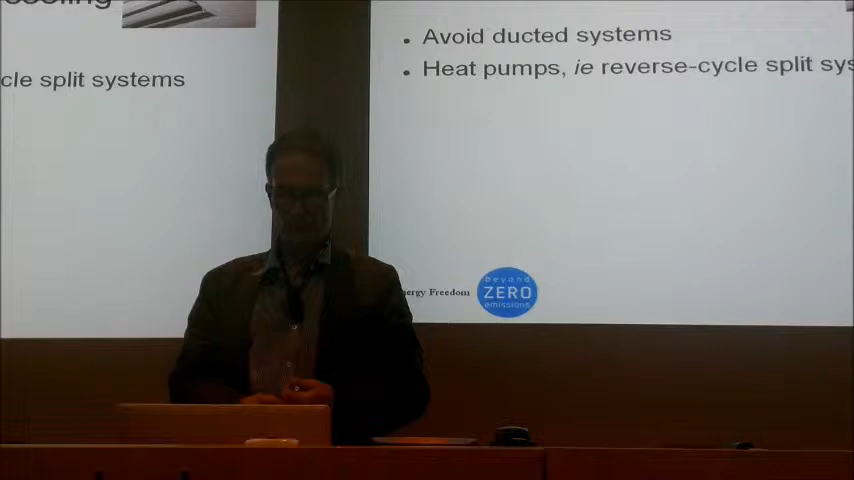 cooling
cle split systems
• Avoid ducted systems
• Heat pumps, ie reverse-cycle split sys
ergy Freedom
beyond
ZERO
emissions